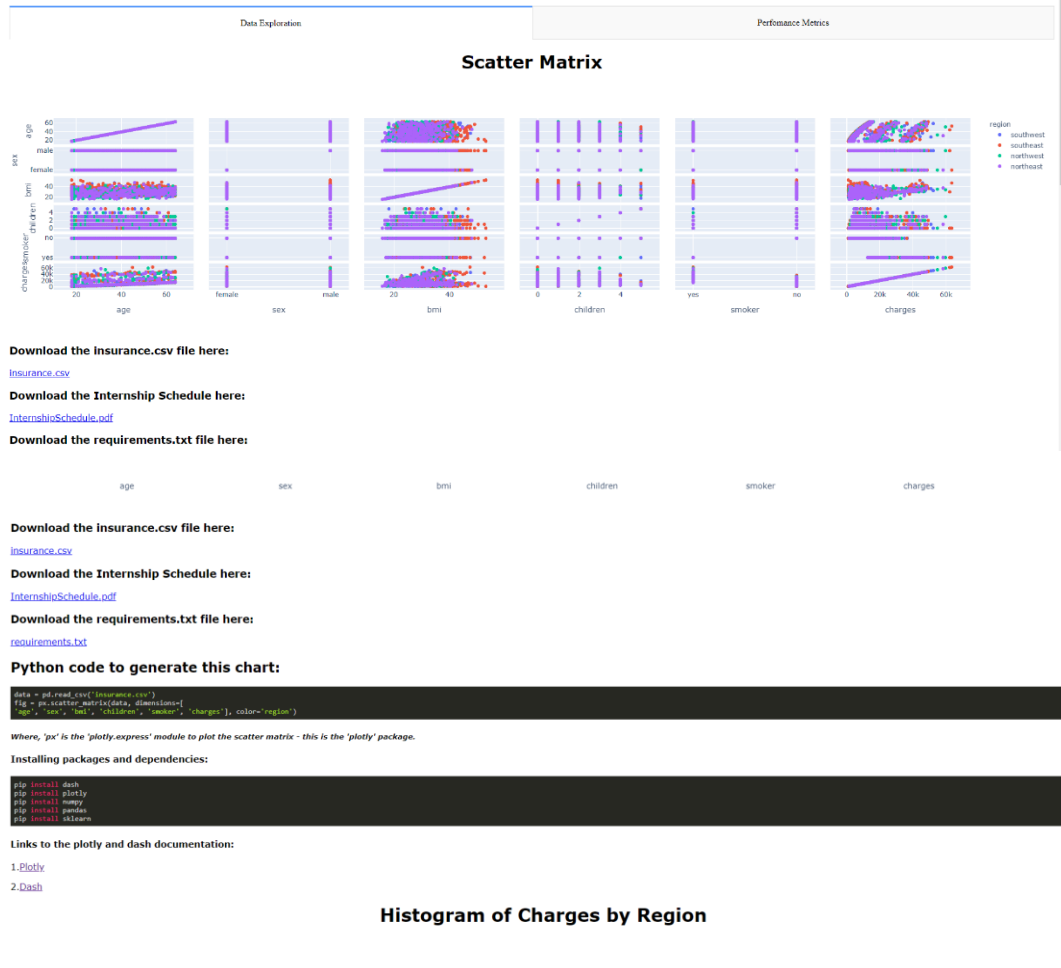 Data Exploration
Perfomance Metrics
Scatter Matrix
region
southwest
southeast
northwest
northeast
age
60
40
20
sex
male
female
bmi
40
20
children
4
2
0
smoker
no
yes
charges
60k
40k
20k
0
20 40 60
female male
20 40
0 2 4
yes no
0 20k 40k 60k
age sex bmi children smoker charges
Download the insurance.csv file here:
insurance.csv
Download the Internship Schedule here:
InternshipSchedule.pdf
Download the requirements.txt file here:
age sex bmi children smoker charges
Download the insurance.csv file here:
insurance.csv
Download the Internship Schedule here:
InternshipSchedule.pdf
Download the requirements.txt file here:
requirements.txt
Python code to generate this chart:
data = pd.read_csv('insurance.csv')
fig = px.scatter_matrix(data, dimensions=[
'age', 'sex', 'bmi', 'children', 'smoker', 'charges'], color='region')
Where, 'px' is the 'plotly.express' module to plot the scatter matrix - this is the 'plotly' package.
Installing packages and dependencies:
pip install dash
pip install plotly
pip install numpy
pip install pandas
pip install sklearn
Links to the plotly and dash documentation:
1.Plotly
2.Dash
Histogram of Charges by Region